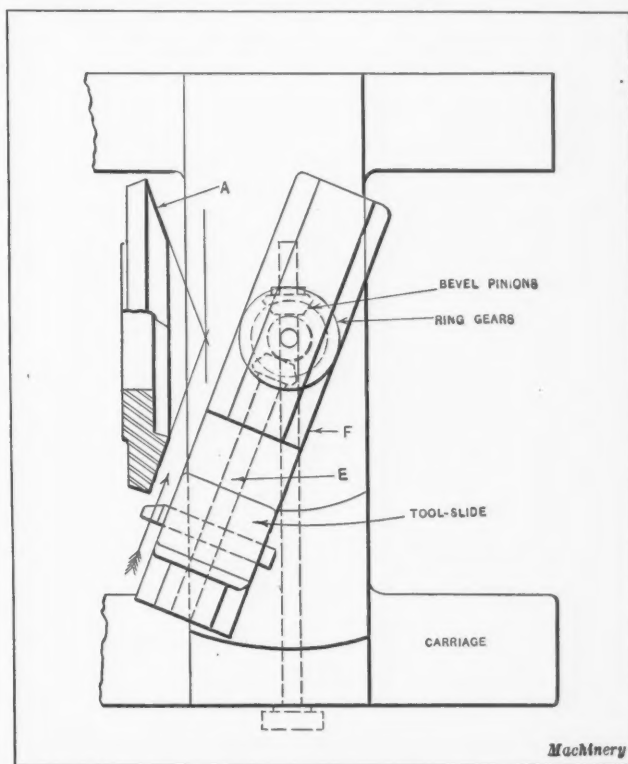 A
BEVEL PINIONS
RING GEARS
F
E
TOOL-SLIDE
CARRIAGE
Machinery